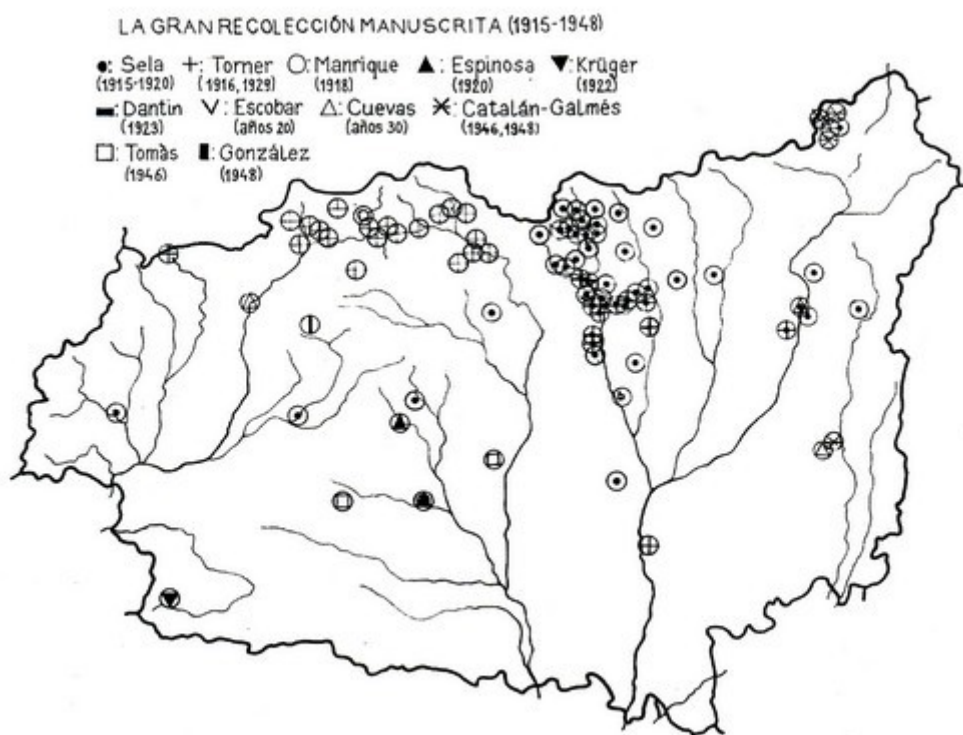 LA GRAN RECOLECCIÓN MANUSCRITA (1915-1948)
Sela Torner Manrique Espinosa Krüger
(1915-1920) (1916, 1929) (1918) (1920) (1922)
Dantin Escobar Cuevas Catalán-Galmés
(1923) (años 20) (años 30) (1946, 1948)
Tomàs González
(1946) (1948)